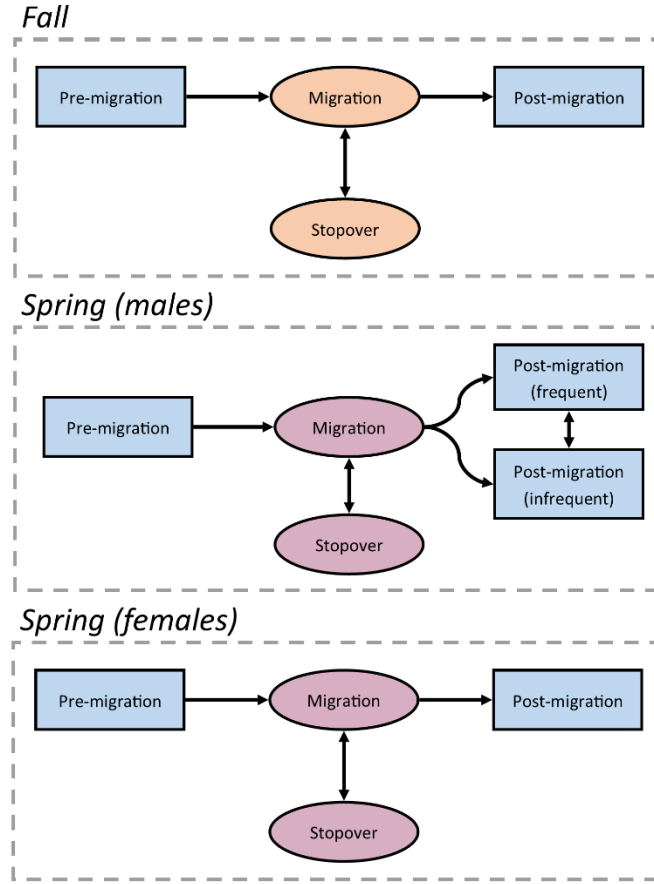 Fall
Pre-migration
Migration
Post-migration
Stopover
Spring (males)
Post-migration
(frequent)
Pre-migration
Migration
Post-migration
(infrequent)
Stopover
Spring (females)
Pre-migration
Migration
Post-migration
Stopover